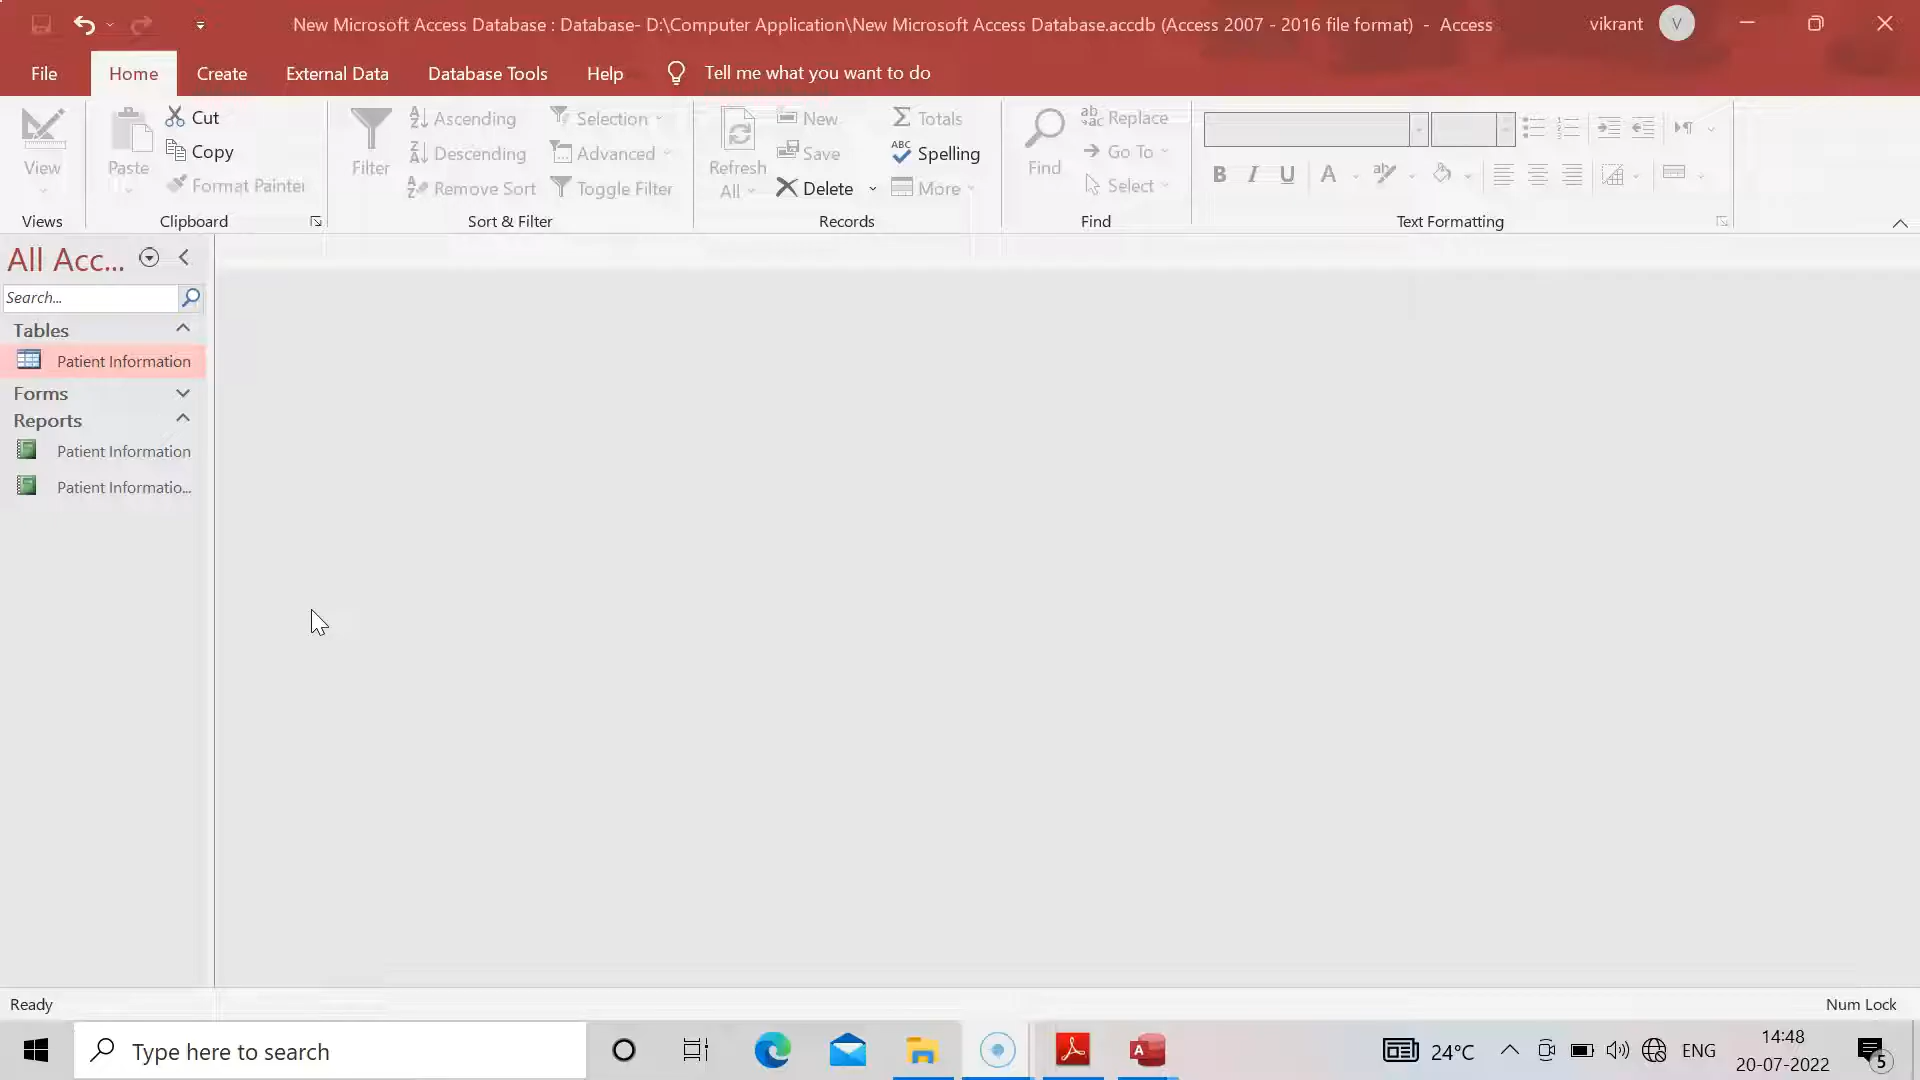 New Microsoft Access Database : Database- D:\Computer Application\New Microsoft Access Database.accdb (Access 2007 - 2016 file format) - Access
vikrant V
File Home Create External Data Database Tools Help Tell me what you want to do
View
Views
Paste
Cut
Copy
Format Painter
Clipboard
Filter
Ascending
Descending
Remove Sort
Selection
Advanced
Toggle Filter
Sort & Filter
Refresh
All
New
Save
Delete
Totals
Spelling
More
Records
Find
Replace
Go To
Select
Find
B I U A
Text Formatting
All Acc...
Search...
Tables
Patient Information
Forms
Reports
Patient Information
Patient Informatio...
Ready
Num Lock
Type here to search
24°C
ENG
14:48
20-07-2022
5